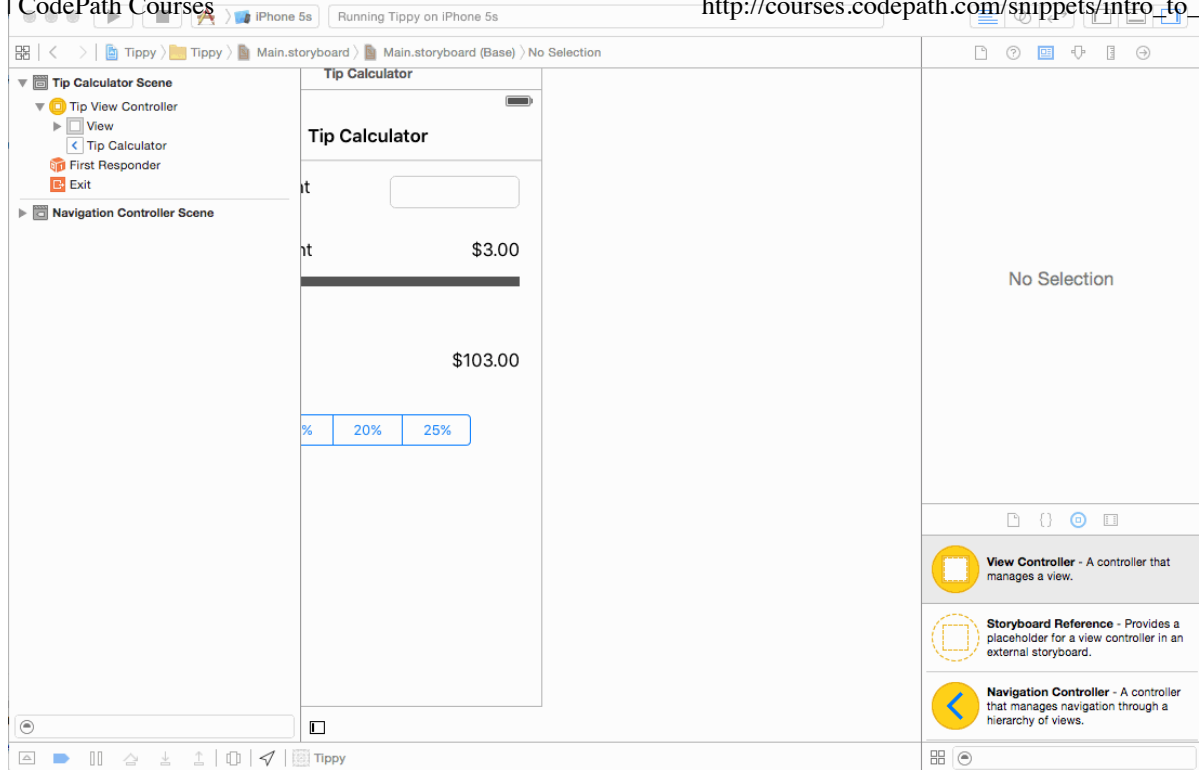 CodePath Courses
http://courses.codepath.com/snippets/intro_to_
iPhone 5s
Running Tippy on iPhone 5s
Tippy
Tippy
Main.storyboard
Main.storyboard (Base)
No Selection
Tip Calculator Scene
Tip View Controller
View
Tip Calculator
First Responder
Exit
Navigation Controller Scene
Tip Calculator
Tip Calculator
nt
$3.00
$103.00
%
20%
25%
No Selection
View Controller - A controller that
manages a view.
Storyboard Reference - Provides a
placeholder for a view controller in an
external storyboard.
Navigation Controller - A controller
that manages navigation through a
hierarchy of views.
Tippy